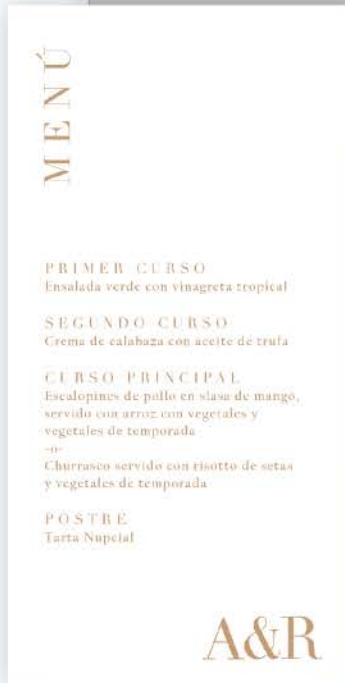 MENÚ
PRIMER CURSO
Ensalada verde con vinagreta tropical
SEGUNDO CURSO
Crema de calabaza con aceite de trufa
CURSO PRINCIPAL
Escalopines de pollo en slasa de mangó,
servido con arroz con vegetales y
vegetales de temporada
-o-
Churrasco servido con risotto de setas
y vegetales de temporada
POSTRE
Tarta Nupcial
A&R